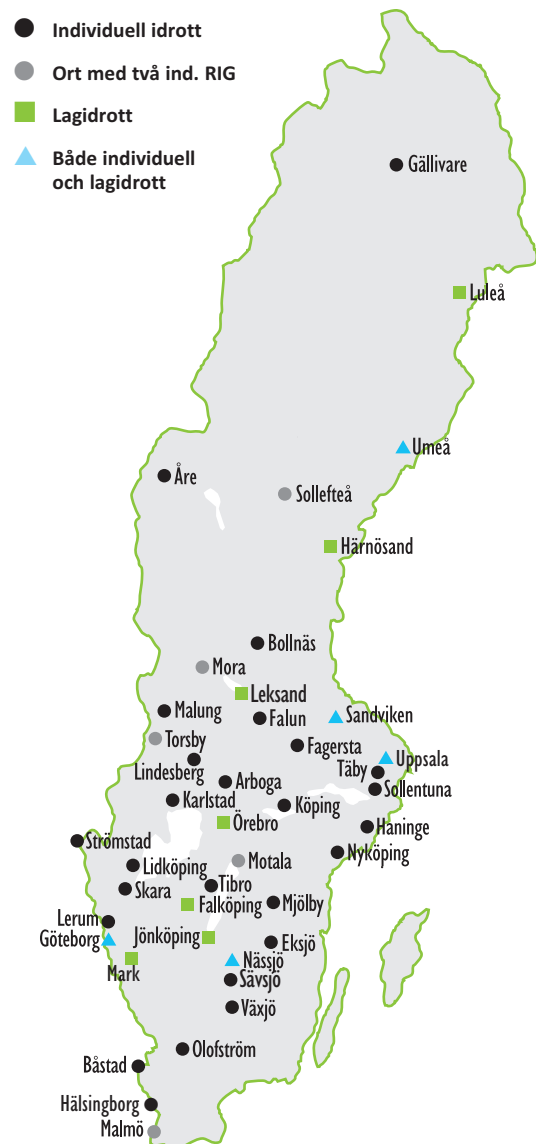 Individuell idrott
Ort med två ind. RIG
Lagidrott
Både individuell
och lagidrott
Gällivare
Luleå
Umeå
Åre
Sollefteå
Härnösand
Bollnäs
Mora
Leksand
Malung
Falun
Sandviken
Torsby
Fagersta
Uppsala
Lindesberg
Täby
Arboga
Sollentuna
Karlstad
Köping
Örebro
Haninge
Strömstad
Nyköping
Lidköping
Motala
Skara
Tibro
Falköping
Mjölby
Lerum
Göteborg
Jönköping
Eksjö
Mark
Nässjö
Sävsjö
Växjö
Olofström
Båstad
Hälsingborg
Malmö